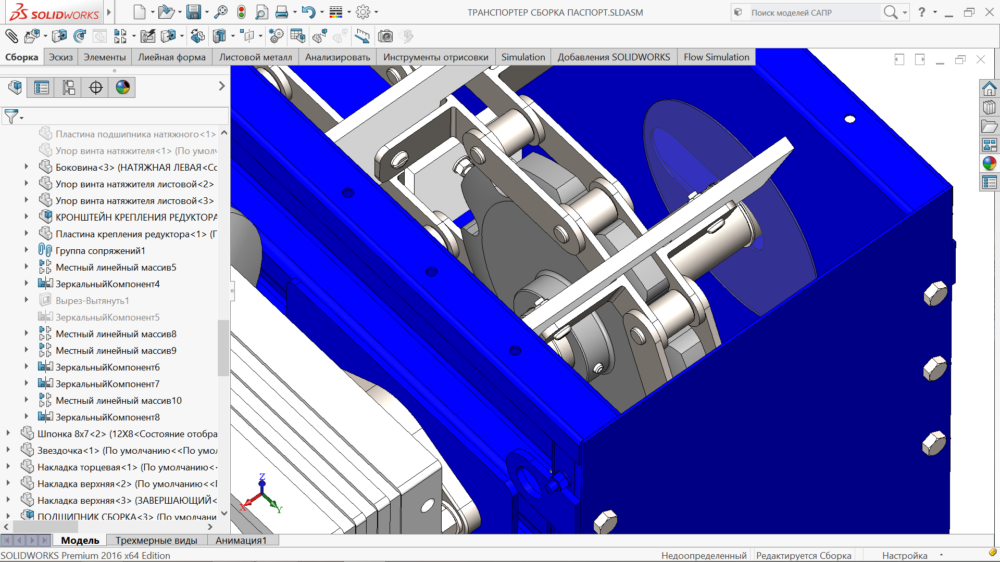 SOLIDWORKS
ТРАНСПОРТЕР СБОРКА ПАСПОРТ.SLDASM
Поиск моделей САПР
?
Сборка
Эскиз
Элементы
Лиейная форма
Листовой металл
Анализировать
Инструменты отрисовки
Simulation
Добавления SOLIDWORKS
Flow Simulation
Пластина подшипника натяжного<1>
Упор винта натяжителя<1> (По умолч
Боковина<3> (НАТЯЖНАЯ ЛЕВАЯ<Со
Упор винта натяжителя листовой<2>
Упор винта натяжителя листовой<3>
КРОНШТЕЙН КРЕПЛЕНИЯ РЕДУКТОРА
Пластина крепления редуктора<1> (П
Группа сопряжений1
Местный линейный массив5
ЗеркальныйКомпонент4
Вырез-Вытянуть1
ЗеркальныйКомпонент5
Местный линейный массив8
Местный линейный массив9
ЗеркальныйКомпонент6
ЗеркальныйКомпонент7
Местный линейный массив10
ЗеркальныйКомпонент8
Шпонка 8x7<2> (12X8<Состояние отобра
Звездочка<1> (По умолчанию<<По умол
Накладка торцевая<1> (По умолчанию<<
Накладка верхняя<2> (По умолчанию<<П
Накладка верхняя<3> (ЗАВЕРШАЮЩИЙ<
ПОДШИПНИК СБОРКА<3> (По умолчани
Z
X
Y
Модель
Трехмерные виды
Анимация1
SOLIDWORKS Premium 2016 x64 Edition
Недоопределенный
Редактируется Сборка
Настройка